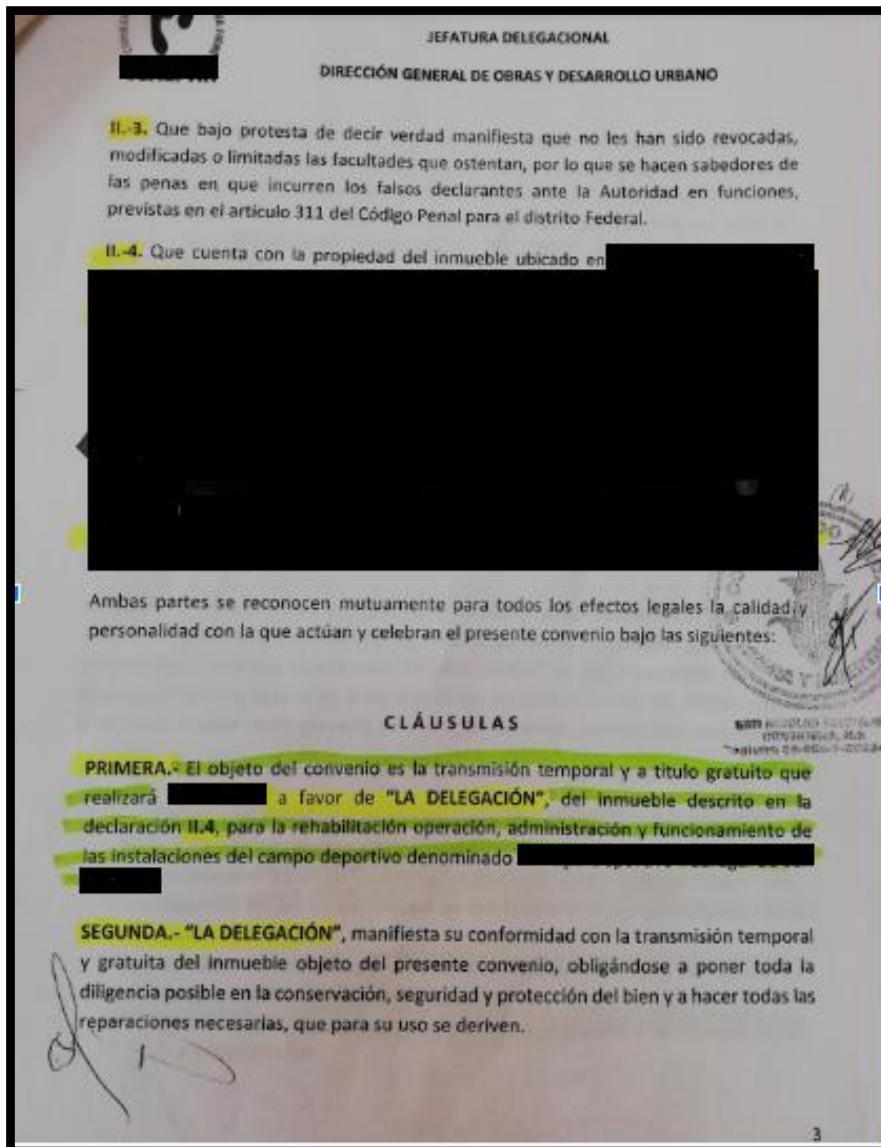 JEFATURA DELEGACIONAL
DIRECCIÓN GENERAL DE OBRAS Y DESARROLLO URBANO
II.-3. Que bajo protesta de decir verdad manifiesta que no les han sido revocadas,
modificadas o limitadas las facultades que ostentan, por lo que se hacen sabedores de
las penas en que incurren los falsos declarantes ante la Autoridad en funciones,
previstas en el artículo 311 del Código Penal para el distrito Federal.
II.-4. Que cuenta con la propiedad del inmueble ubicado en
Ambas partes se reconocen mutuamente para todos los efectos legales la calidad y
personalidad con la que actúan y celebran el presente convenio bajo las siguientes:
CLÁUSULAS
PRIMERA.- El objeto del convenio es la transmisión temporal y a titulo gratuito que
realizará a favor de "LA DELEGACIÓN", del inmueble descrito en la
declaración II.4, para la rehabilitación operación, administración y funcionamiento de
las instalaciones del campo deportivo denominado
SEGUNDA.- "LA DELEGACIÓN", manifiesta su conformidad con la transmisión temporal
y gratuita del inmueble objeto del presente convenio, obligándose a poner toda la
diligencia posible en la conservación, seguridad y protección del bien y a hacer todas las
reparaciones necesarias, que para su uso se deriven.
3